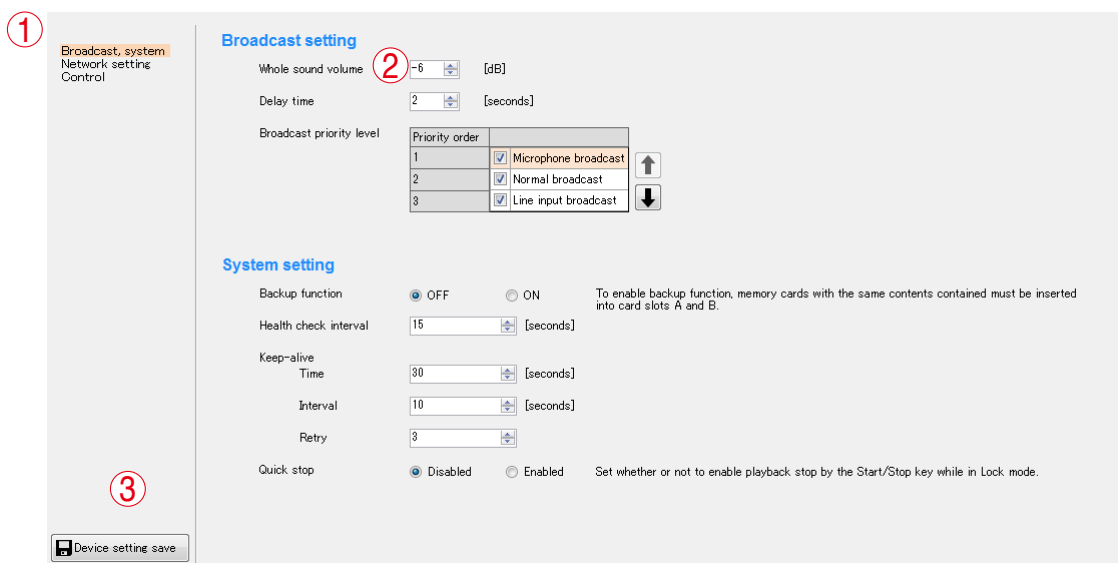 1
Broadcast, system
Network setting
Control
Broadcast setting
Whole sound volume
2
-6
[dB]
Delay time
2
[seconds]
Broadcast priority level
Priority order
1
Microphone broadcast
2
Normal broadcast
3
Line input broadcast
System setting
Backup function
OFF
ON
To enable backup function, memory cards with the same contents contained must be inserted
into card slots A and B.
Health check interval
15
[seconds]
Keep-alive
Time
30
[seconds]
Interval
10
[seconds]
Retry
3
Quick stop
Disabled
Enabled
Set whether or not to enable playback stop by the Start/Stop key while in Lock mode.
3
Device setting save